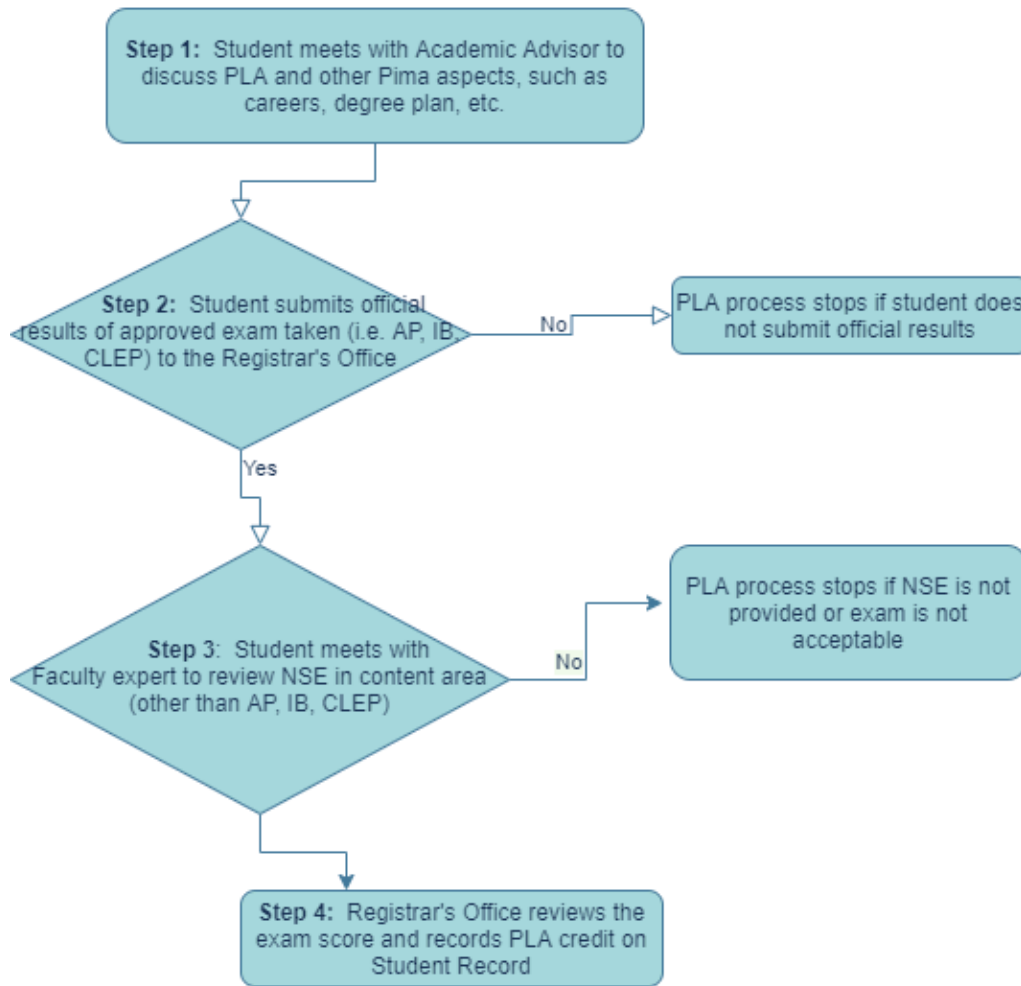 Step 1:  Student meets with Academic Advisor to
discuss PLA and other Pima aspects, such as
careers, degree plan, etc.
Step 2:  Student submits official
results of approved exam taken (i.e. AP, IB,
CLEP) to the Registrar's Office
No
PLA process stops if student does
not submit official results
Yes
Step 3:  Student meets with
Faculty expert to review NSE in content area
(other than AP, IB, CLEP)
No
PLA process stops if NSE is not
provided or exam is not
acceptable
Step 4:  Registrar's Office reviews the
exam score and records PLA credit on
Student Record